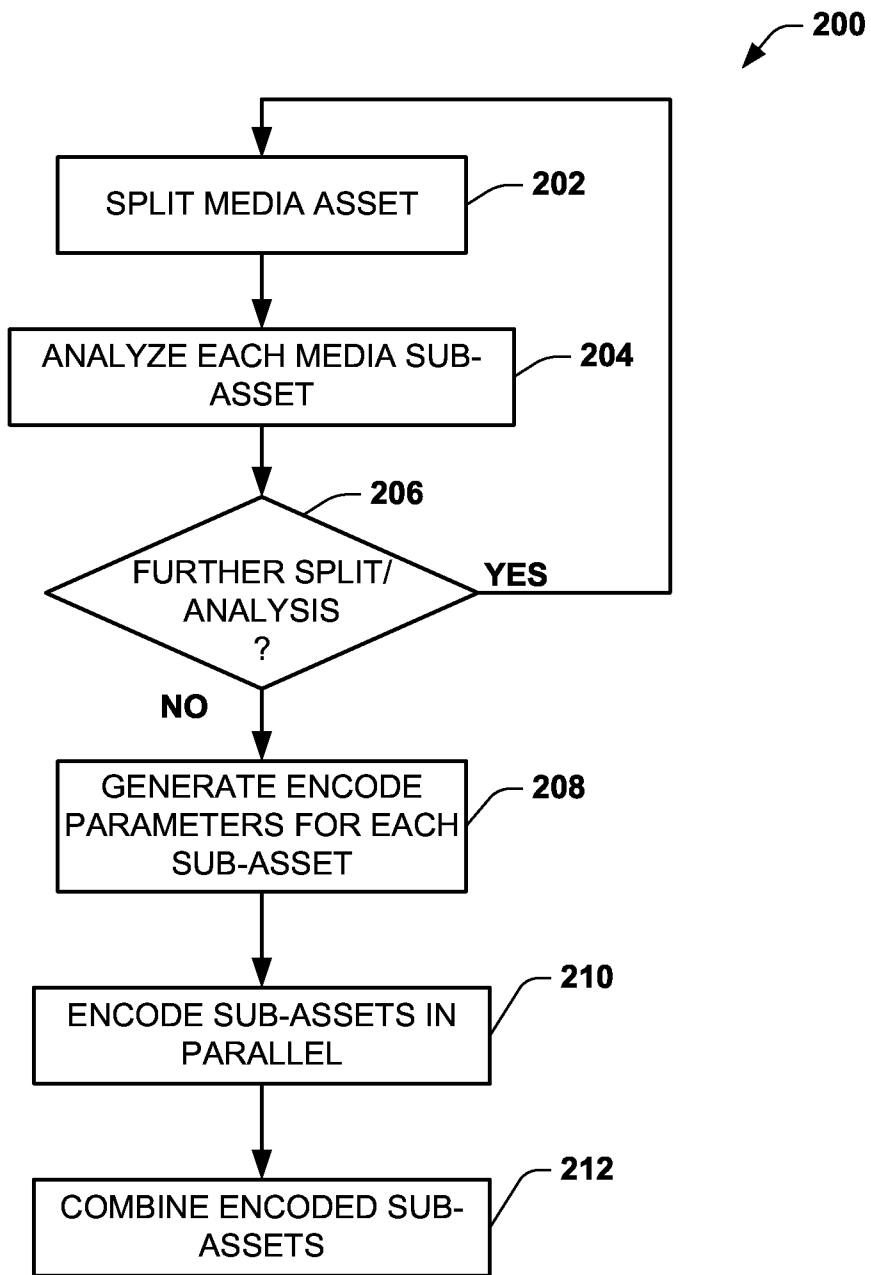 200
SPLIT MEDIA ASSET
202
ANALYZE EACH MEDIA SUB-
ASSET
204
206
FURTHER SPLIT/
ANALYSIS
?
YES
NO
GENERATE ENCODE
PARAMETERS FOR EACH
SUB-ASSET
208
ENCODE SUB-ASSETS IN
PARALLEL
210
COMBINE ENCODED SUB-
ASSETS
212